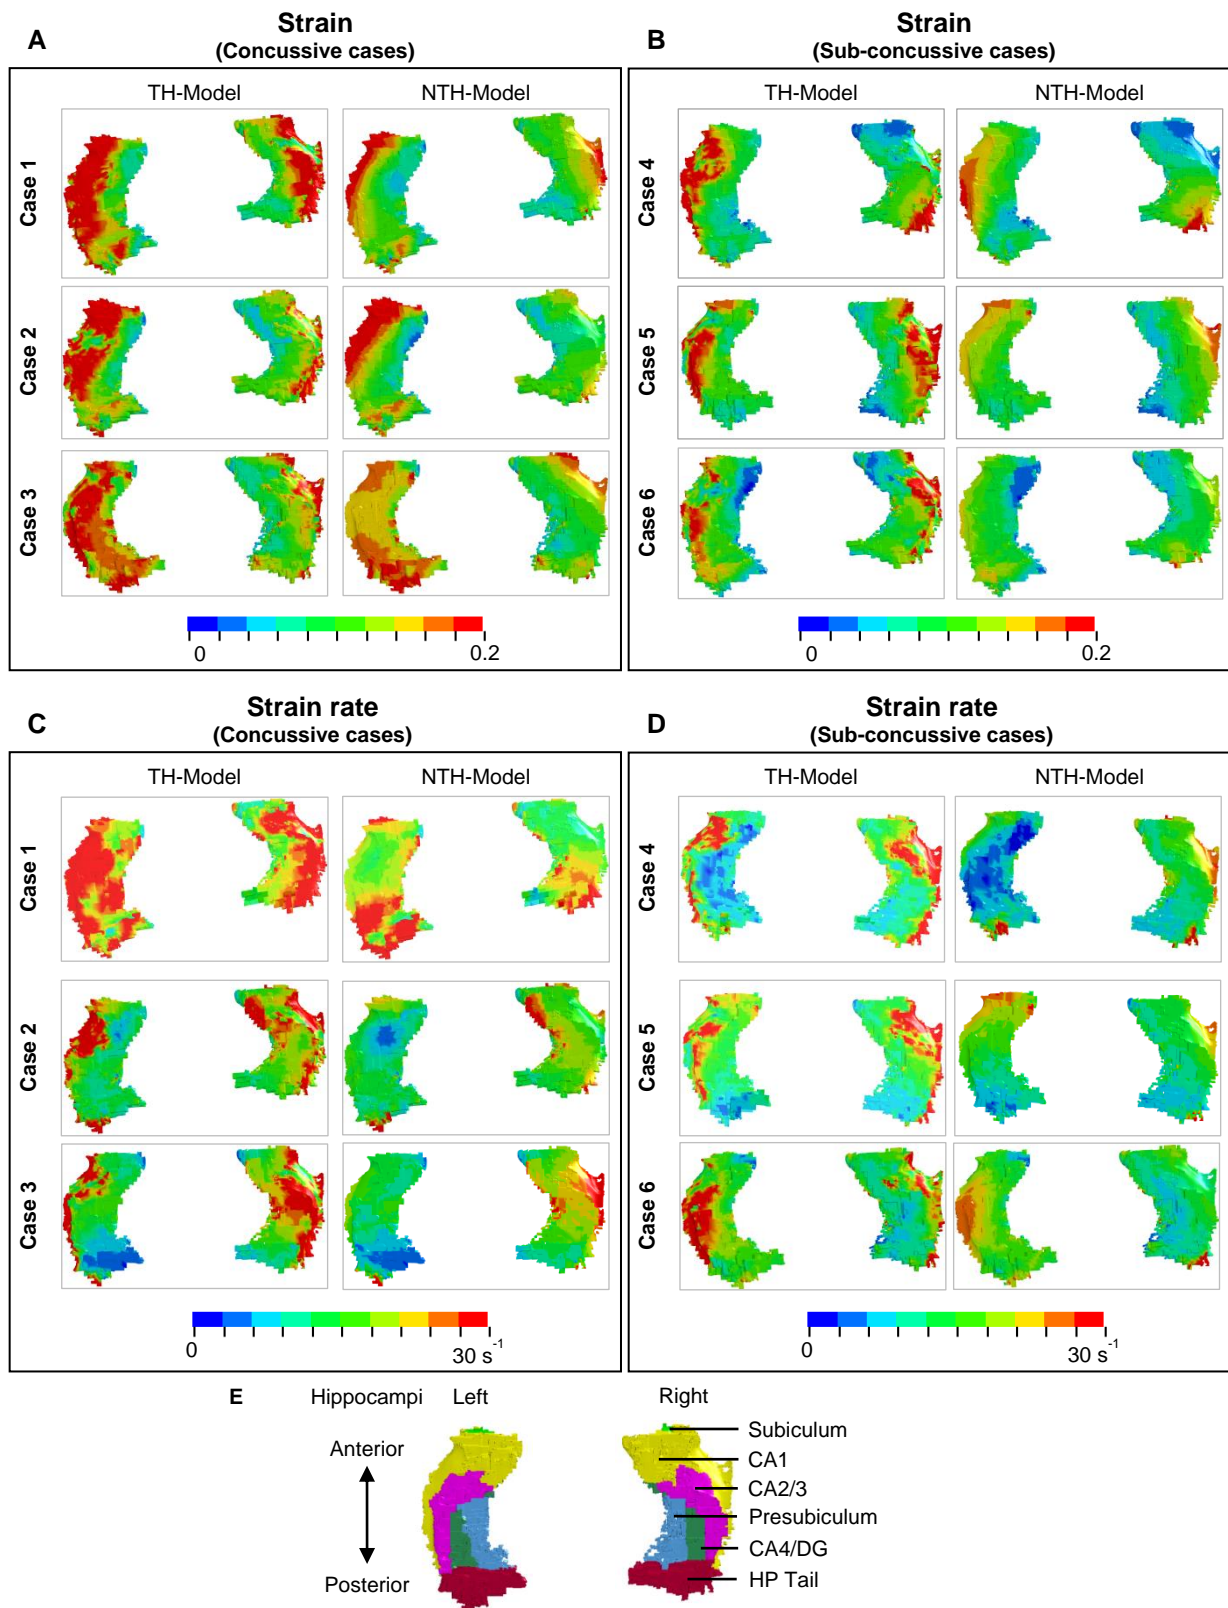 A
Strain
(Concussive cases)
B
Strain
(Sub-concussive cases)
TH-Model
NTH-Model
TH-Model
NTH-Model
Case 1
Case 2
Case 3
Case 4
Case 5
Case 6
0
0.2
0
0.2
C
Strain rate
(Concussive cases)
D
Strain rate
(Sub-concussive cases)
TH-Model
NTH-Model
TH-Model
NTH-Model
Case 1
Case 2
Case 3
Case 4
Case 5
Case 6
0
30 s⁻¹
0
30 s⁻¹
E
Hippocampi
Left
Right
Anterior
Posterior
Subiculum
CA1
CA2/3
Presubiculum
CA4/DG
HP Tail